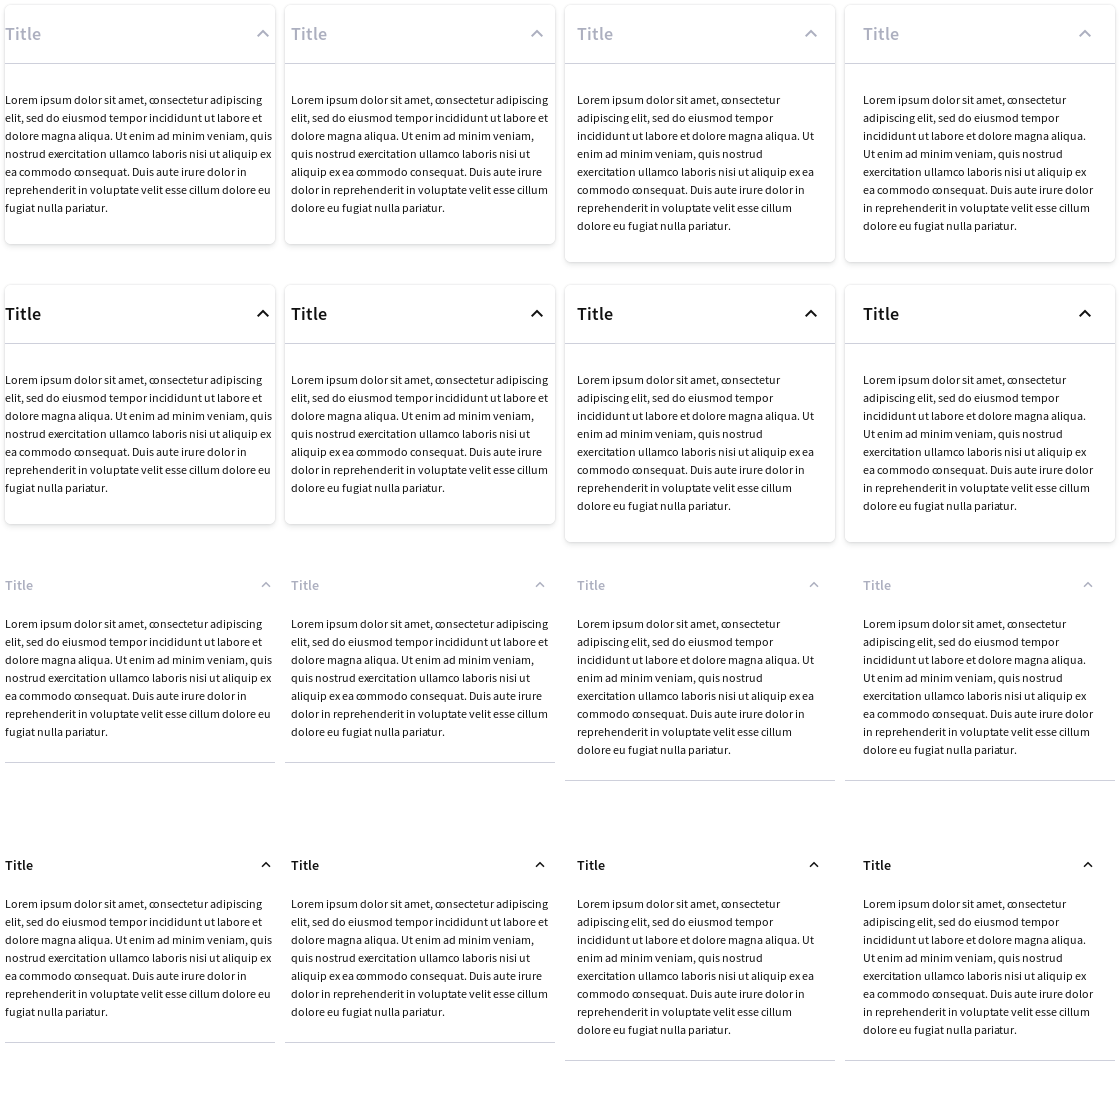 Title
Lorem ipsum dolor sit amet, consectetur adipiscing
elit, sed do eiusmod tempor incididunt ut labore et
dolore magna aliqua. Ut enim ad minim veniam, quis
nostrud exercitation ullamco laboris nisi ut aliquip ex
ea commodo consequat. Duis aute irure dolor in
reprehenderit in voluptate velit esse cillum dolore eu
fugiat nulla pariatur.
Title
Lorem ipsum dolor sit amet, consectetur adipiscing
elit, sed do eiusmod tempor incididunt ut labore et
dolore magna aliqua. Ut enim ad minim veniam,
quis nostrud exercitation ullamco laboris nisi ut
aliquip ex ea commodo consequat. Duis aute irure
dolor in reprehenderit in voluptate velit esse cillum
dolore eu fugiat nulla pariatur.
Title
Lorem ipsum dolor sit amet, consectetur
adipiscing elit, sed do eiusmod tempor
incididunt ut labore et dolore magna aliqua. Ut
enim ad minim veniam, quis nostrud
exercitation ullamco laboris nisi ut aliquip ex ea
commodo consequat. Duis aute irure dolor in
reprehenderit in voluptate velit esse cillum
dolore eu fugiat nulla pariatur.
Title
Lorem ipsum dolor sit amet, consectetur
adipiscing elit, sed do eiusmod tempor
incididunt ut labore et dolore magna aliqua.
Ut enim ad minim veniam, quis nostrud
exercitation ullamco laboris nisi ut aliquip ex
ea commodo consequat. Duis aute irure dolor
in reprehenderit in voluptate velit esse cillum
dolore eu fugiat nulla pariatur.
Title
Lorem ipsum dolor sit amet, consectetur adipiscing
elit, sed do eiusmod tempor incididunt ut labore et
dolore magna aliqua. Ut enim ad minim veniam, quis
nostrud exercitation ullamco laboris nisi ut aliquip ex
ea commodo consequat. Duis aute irure dolor in
reprehenderit in voluptate velit esse cillum dolore eu
fugiat nulla pariatur.
Title
Lorem ipsum dolor sit amet, consectetur adipiscing
elit, sed do eiusmod tempor incididunt ut labore et
dolore magna aliqua. Ut enim ad minim veniam,
quis nostrud exercitation ullamco laboris nisi ut
aliquip ex ea commodo consequat. Duis aute irure
dolor in reprehenderit in voluptate velit esse cillum
dolore eu fugiat nulla pariatur.
Title
Lorem ipsum dolor sit amet, consectetur
adipiscing elit, sed do eiusmod tempor
incididunt ut labore et dolore magna aliqua. Ut
enim ad minim veniam, quis nostrud
exercitation ullamco laboris nisi ut aliquip ex ea
commodo consequat. Duis aute irure dolor in
reprehenderit in voluptate velit esse cillum
dolore eu fugiat nulla pariatur.
Title
Lorem ipsum dolor sit amet, consectetur
adipiscing elit, sed do eiusmod tempor
incididunt ut labore et dolore magna aliqua.
Ut enim ad minim veniam, quis nostrud
exercitation ullamco laboris nisi ut aliquip ex
ea commodo consequat. Duis aute irure dolor
in reprehenderit in voluptate velit esse cillum
dolore eu fugiat nulla pariatur.
Title
Lorem ipsum dolor sit amet, consectetur adipiscing
elit, sed do eiusmod tempor incididunt ut labore et
dolore magna aliqua. Ut enim ad minim veniam, quis
nostrud exercitation ullamco laboris nisi ut aliquip ex
ea commodo consequat. Duis aute irure dolor in
reprehenderit in voluptate velit esse cillum dolore eu
fugiat nulla pariatur.
Title
Lorem ipsum dolor sit amet, consectetur adipiscing
elit, sed do eiusmod tempor incididunt ut labore et
dolore magna aliqua. Ut enim ad minim veniam,
quis nostrud exercitation ullamco laboris nisi ut
aliquip ex ea commodo consequat. Duis aute irure
dolor in reprehenderit in voluptate velit esse cillum
dolore eu fugiat nulla pariatur.
Title
Lorem ipsum dolor sit amet, consectetur
adipiscing elit, sed do eiusmod tempor
incididunt ut labore et dolore magna aliqua. Ut
enim ad minim veniam, quis nostrud
exercitation ullamco laboris nisi ut aliquip ex ea
commodo consequat. Duis aute irure dolor in
reprehenderit in voluptate velit esse cillum
dolore eu fugiat nulla pariatur.
Title
Lorem ipsum dolor sit amet, consectetur
adipiscing elit, sed do eiusmod tempor
incididunt ut labore et dolore magna aliqua.
Ut enim ad minim veniam, quis nostrud
exercitation ullamco laboris nisi ut aliquip ex
ea commodo consequat. Duis aute irure dolor
in reprehenderit in voluptate velit esse cillum
dolore eu fugiat nulla pariatur.
Title
Lorem ipsum dolor sit amet, consectetur adipiscing
elit, sed do eiusmod tempor incididunt ut labore et
dolore magna aliqua. Ut enim ad minim veniam, quis
nostrud exercitation ullamco laboris nisi ut aliquip ex
ea commodo consequat. Duis aute irure dolor in
reprehenderit in voluptate velit esse cillum dolore eu
fugiat nulla pariatur.
Title
Lorem ipsum dolor sit amet, consectetur adipiscing
elit, sed do eiusmod tempor incididunt ut labore et
dolore magna aliqua. Ut enim ad minim veniam,
quis nostrud exercitation ullamco laboris nisi ut
aliquip ex ea commodo consequat. Duis aute irure
dolor in reprehenderit in voluptate velit esse cillum
dolore eu fugiat nulla pariatur.
Title
Lorem ipsum dolor sit amet, consectetur
adipiscing elit, sed do eiusmod tempor
incididunt ut labore et dolore magna aliqua. Ut
enim ad minim veniam, quis nostrud
exercitation ullamco laboris nisi ut aliquip ex ea
commodo consequat. Duis aute irure dolor in
reprehenderit in voluptate velit esse cillum
dolore eu fugiat nulla pariatur.
Title
Lorem ipsum dolor sit amet, consectetur
adipiscing elit, sed do eiusmod tempor
incididunt ut labore et dolore magna aliqua.
Ut enim ad minim veniam, quis nostrud
exercitation ullamco laboris nisi ut aliquip ex
ea commodo consequat. Duis aute irure dolor
in reprehenderit in voluptate velit esse cillum
dolore eu fugiat nulla pariatur.